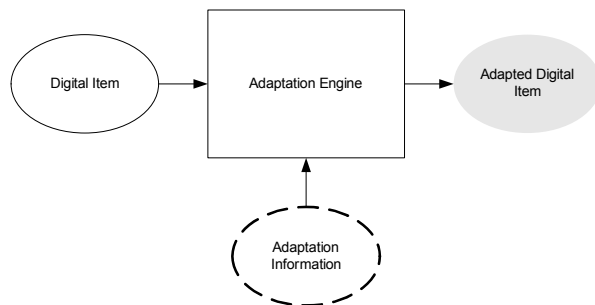 Digital Item
Adaptation Engine
Adapted Digital
Item
Adaptation
Information